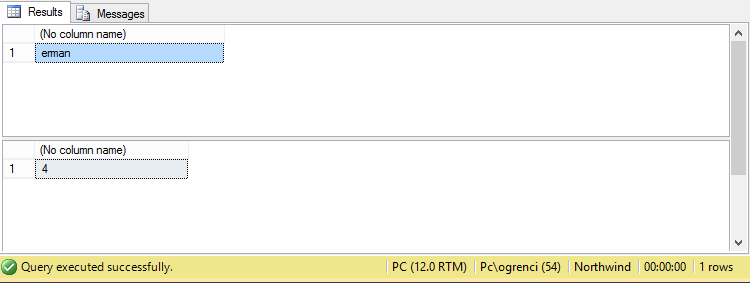 Results Messages
(No column name)
1 erman
(No column name)
1 4
Query executed successfully. PC (12.0 RTM) Pc\ogrenci (54) Northwind 00:00:00 1 rows